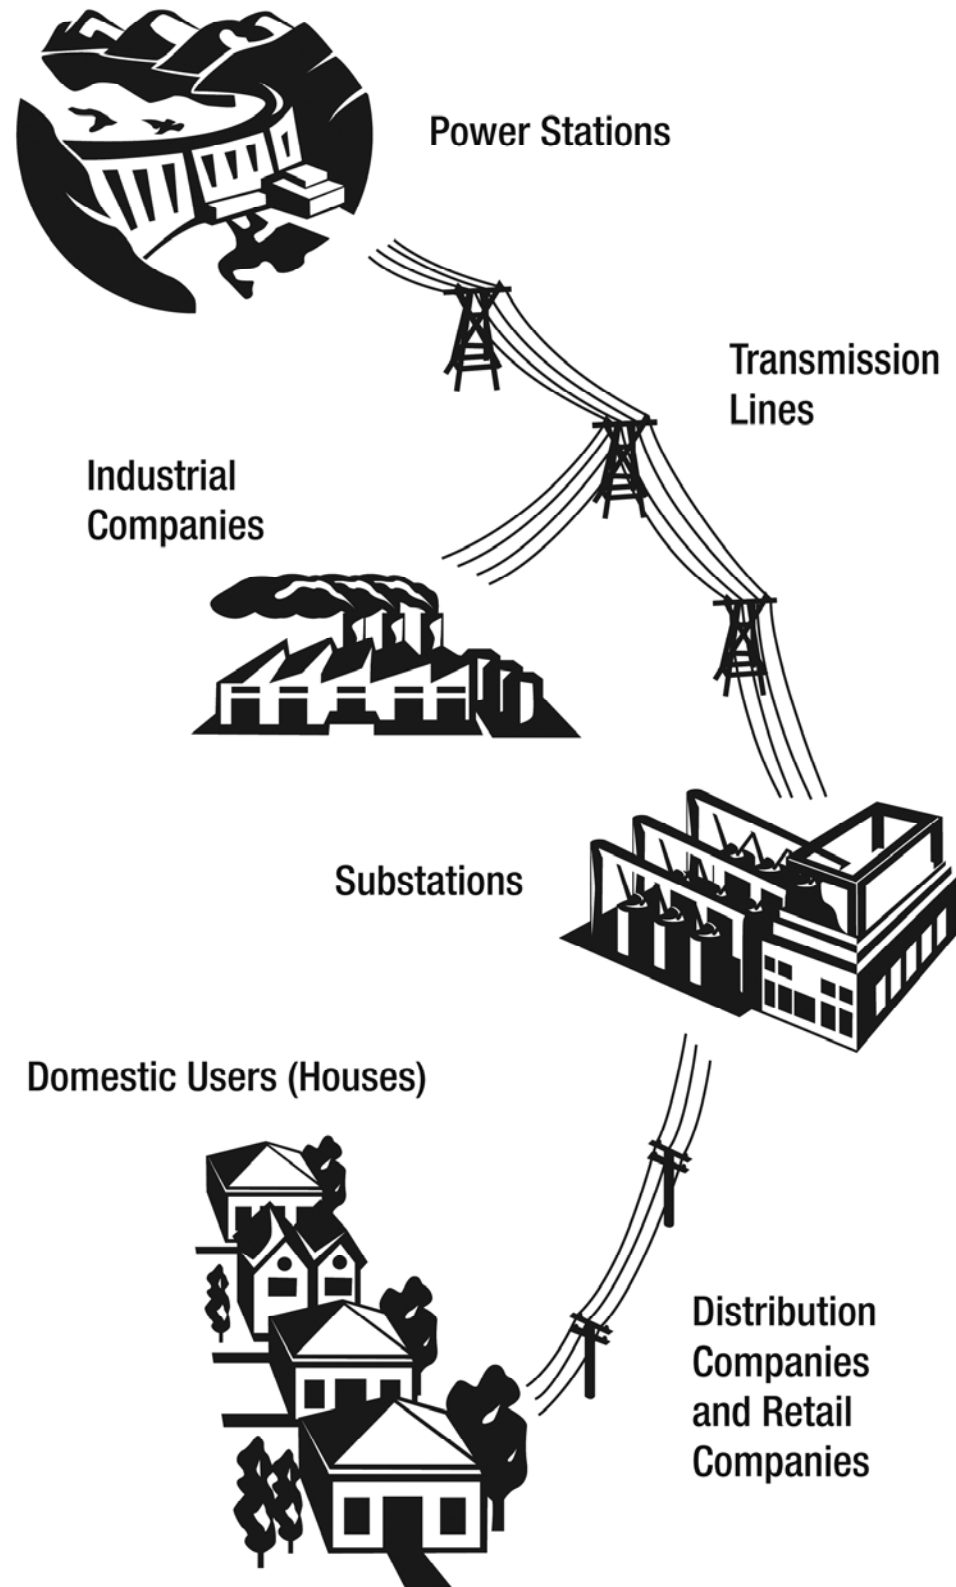 Power Stations
Transmission
Lines
Industrial
Companies
Substations
Domestic Users (Houses)
Distribution
Companies
and Retail
Companies